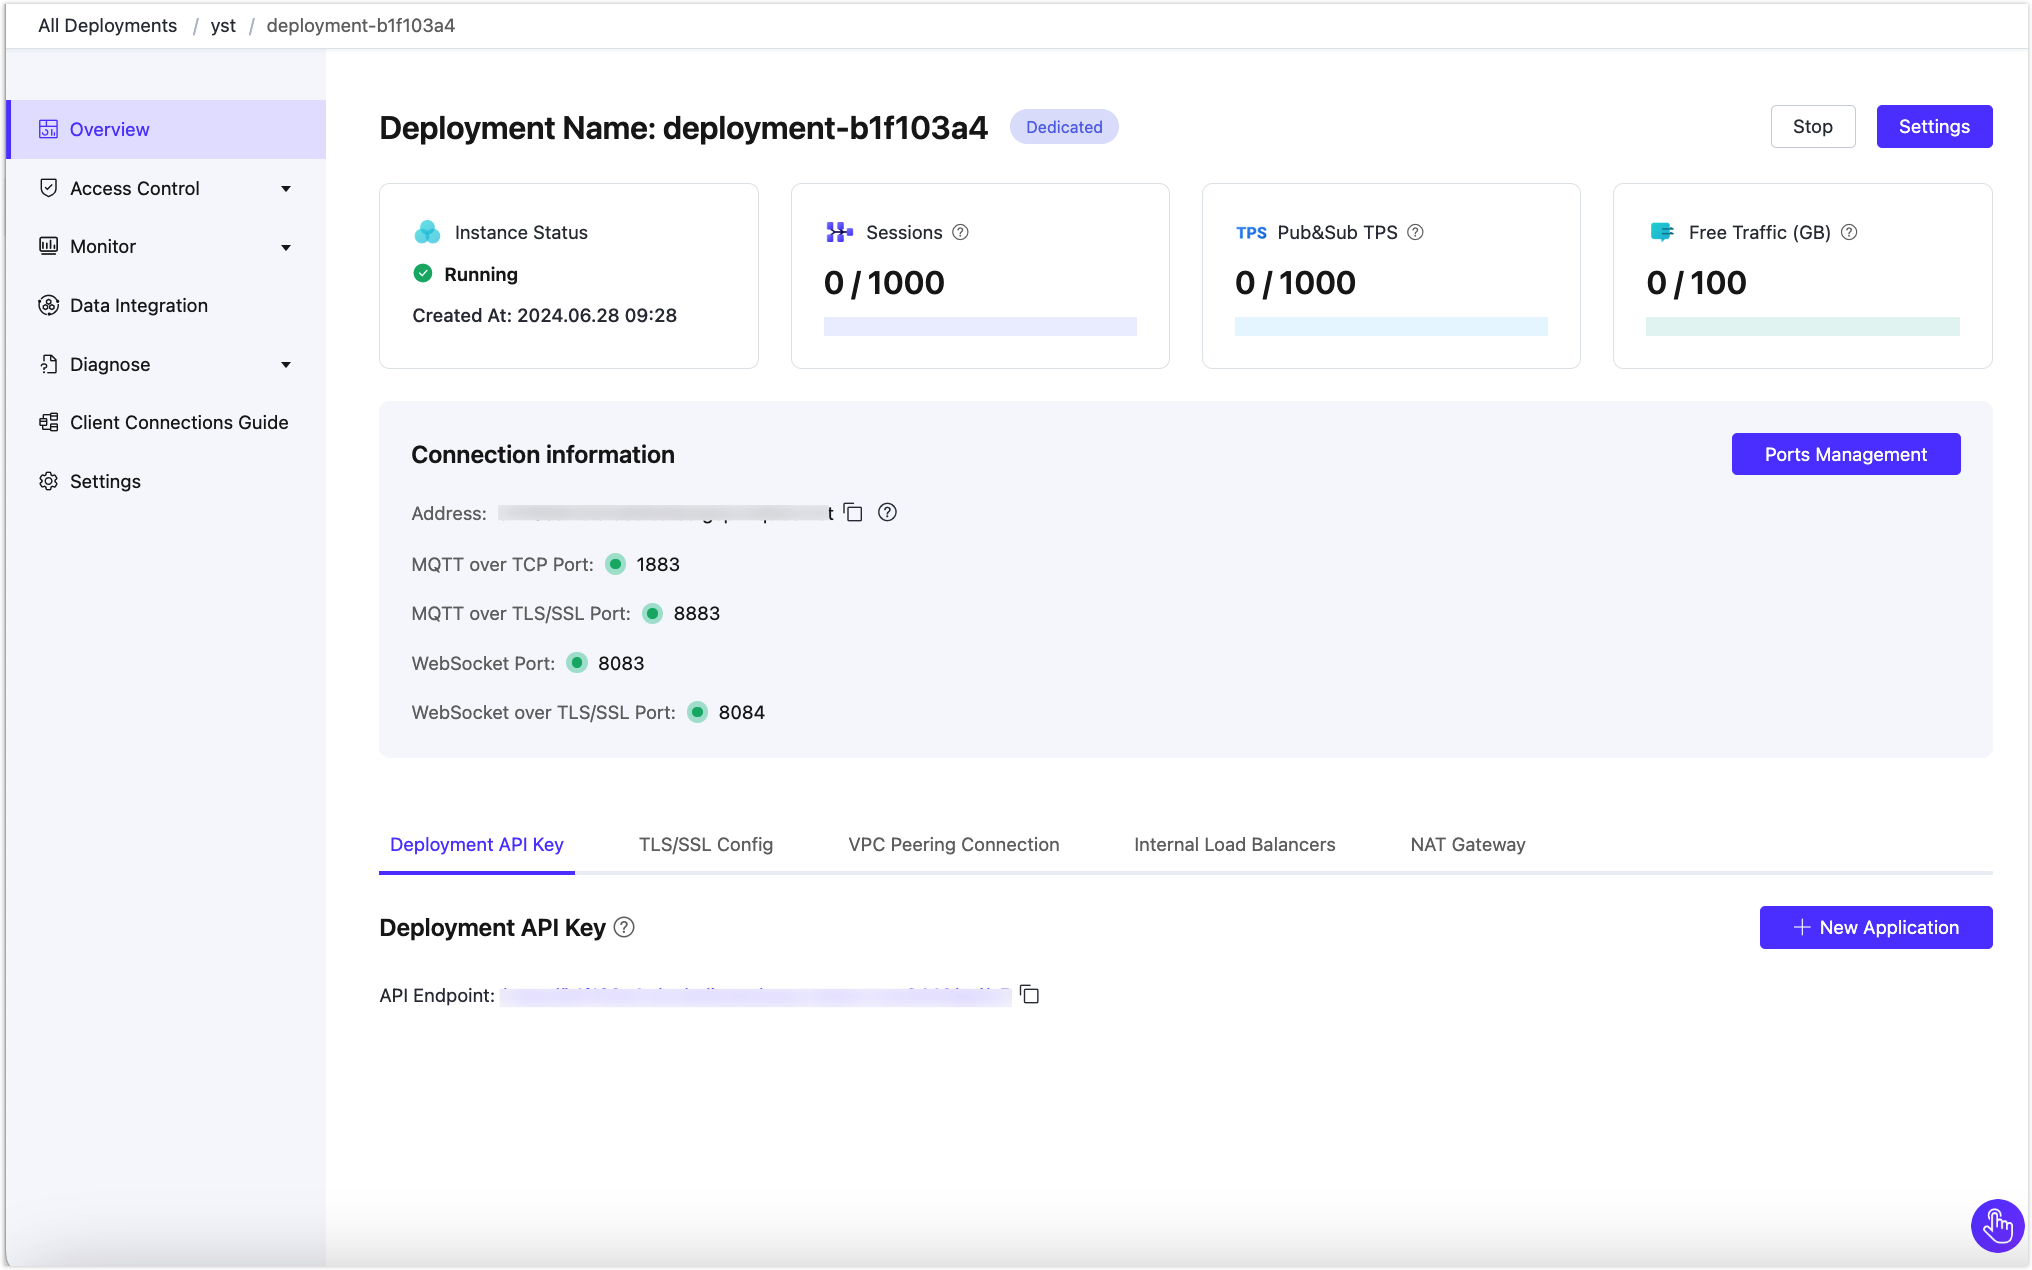 All Deployments / yst / deployment-b1f103a4
Overview
Access Control
Monitor
Data Integration
Diagnose
Client Connections Guide
Settings
Deployment Name: deployment-b1f103a4 Dedicated
Stop
Settings
Instance Status
Running
Created At: 2024.06.28 09:28
Sessions
0 / 1000
TPS Pub&Sub TPS
0 / 1000
Free Traffic (GB)
0 / 100
Connection information
Ports Management
Address:
MQTT over TCP Port: 1883
MQTT over TLS/SSL Port: 8883
WebSocket Port: 8083
WebSocket over TLS/SSL Port: 8084
Deployment API Key
TLS/SSL Config
VPC Peering Connection
Internal Load Balancers
NAT Gateway
Deployment API Key
+ New Application
API Endpoint: